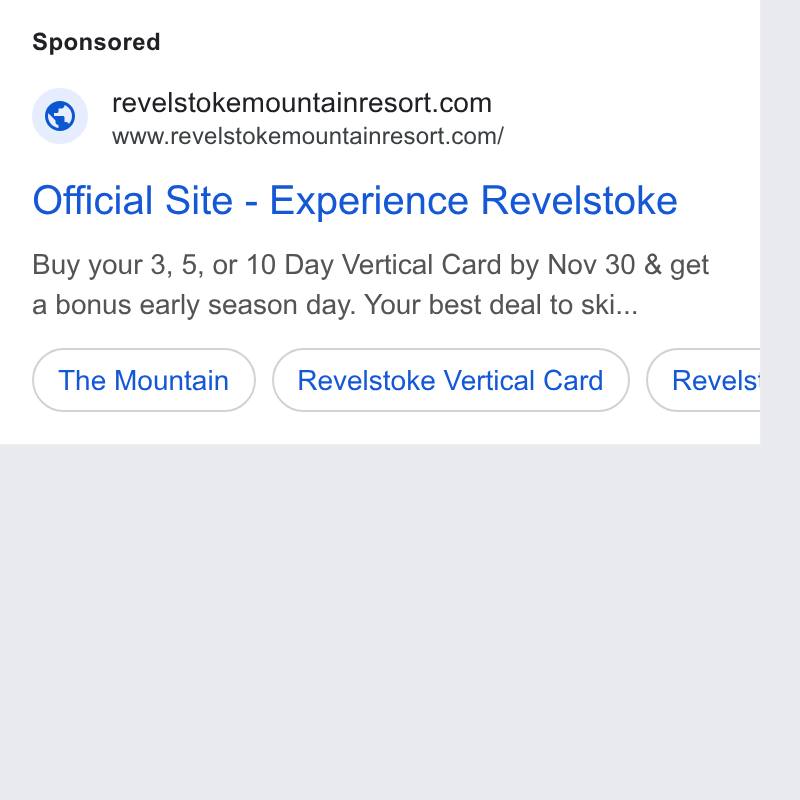 Sponsored
revelstokemountainresort.com
www.revelstokemountainresort.com/
Official Site - Experience Revelstoke
Buy your 3, 5, or 10 Day Vertical Card by Nov 30 & get
a bonus early season day. Your best deal to ski...
The Mountain
Revelstoke Vertical Card